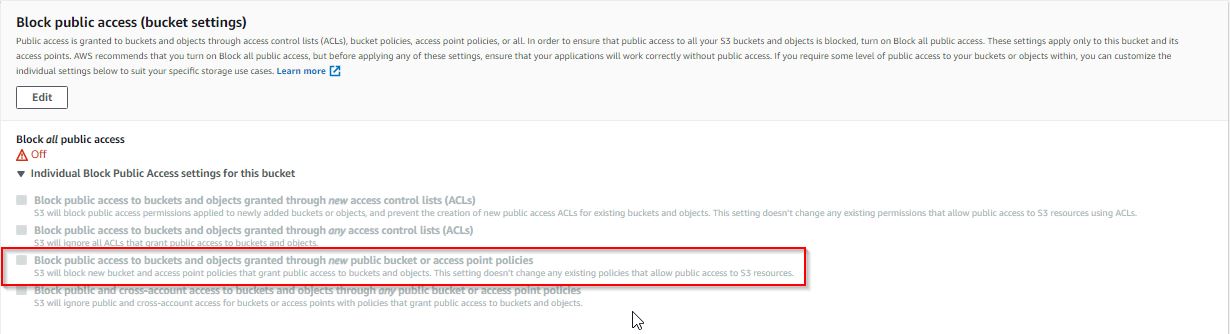 Block public access (bucket settings)
Public access is granted to buckets and objects through access control lists (ACLs), bucket policies, access point policies, or all. In order to ensure that public access to all your S3 buckets and objects is blocked, turn on Block all public access. These settings apply only to this bucket and its
access points. AWS recommends that you turn on Block all public access, but before applying any of these settings, ensure that your applications will work correctly without public access. If you require some level of public access to your buckets or objects within, you can customize the
individual settings below to suit your specific storage use cases. Learn more
Edit
Block all public access
Off
Individual Block Public Access settings for this bucket
Block public access to buckets and objects granted through new access control lists (ACLs)
S3 will block public access permissions applied to newly added buckets or objects, and prevent the creation of new public access ACLs for existing buckets and objects. This setting doesn't change any existing permissions that allow public access to S3 resources using ACLs.
Block public access to buckets and objects granted through any access control lists (ACLs)
S3 will ignore all ACLs that grant public access to buckets and objects.
Block public access to buckets and objects granted through new public bucket or access point policies
S3 will block new bucket and access point policies that grant public access to buckets and objects. This setting doesn't change any existing policies that allow public access to S3 resources.
Block public and cross-account access to buckets and objects through any public bucket or access point policies
S3 will ignore public and cross-account access for buckets or access points with policies that grant public access to buckets and objects.